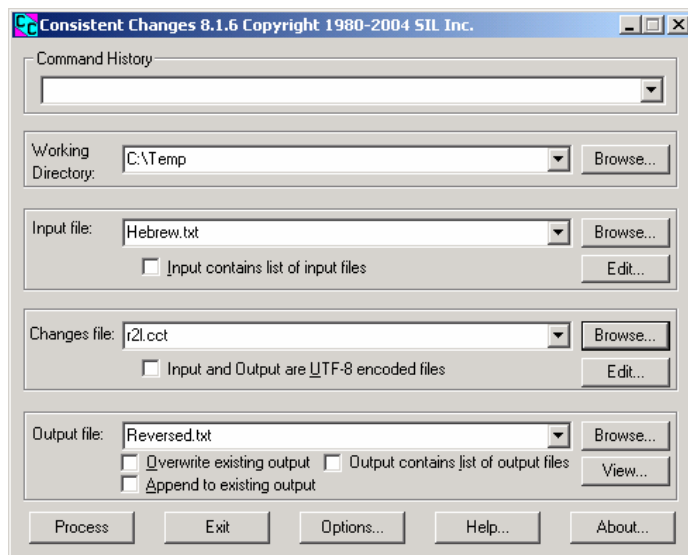 Consistent Changes 8.1.6 Copyright 1980-2004 SIL Inc.
Command History
Working Directory:
C:\Temp
Browse...
Input file:
Hebrew.txt
Browse...
Input contains list of input files
Edit...
Changes file:
r2l.cct
Browse...
Input and Output are UTF-8 encoded files
Edit...
Output file:
Reversed.txt
Browse...
Overwrite existing output
Output contains list of output files
View...
Append to existing output
Process
Exit
Options...
Help...
About...